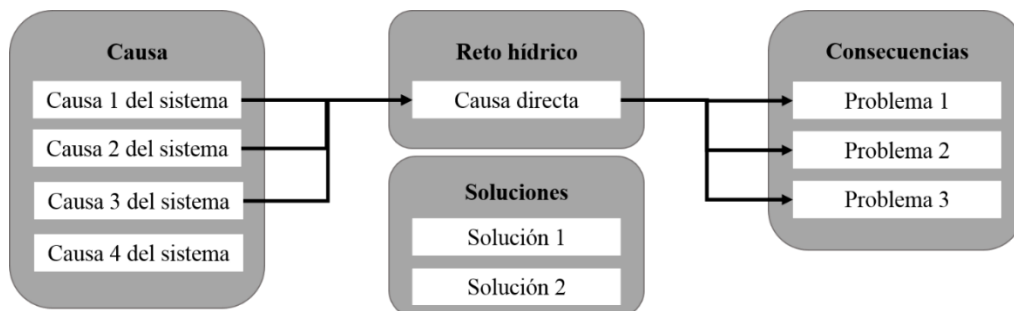 Causa
Causa 1 del sistema
Causa 2 del sistema
Causa 3 del sistema
Causa 4 del sistema
Reto hídrico
Causa directa
Soluciones
Solución 1
Solución 2
Consecuencias
Problema 1
Problema 2
Problema 3